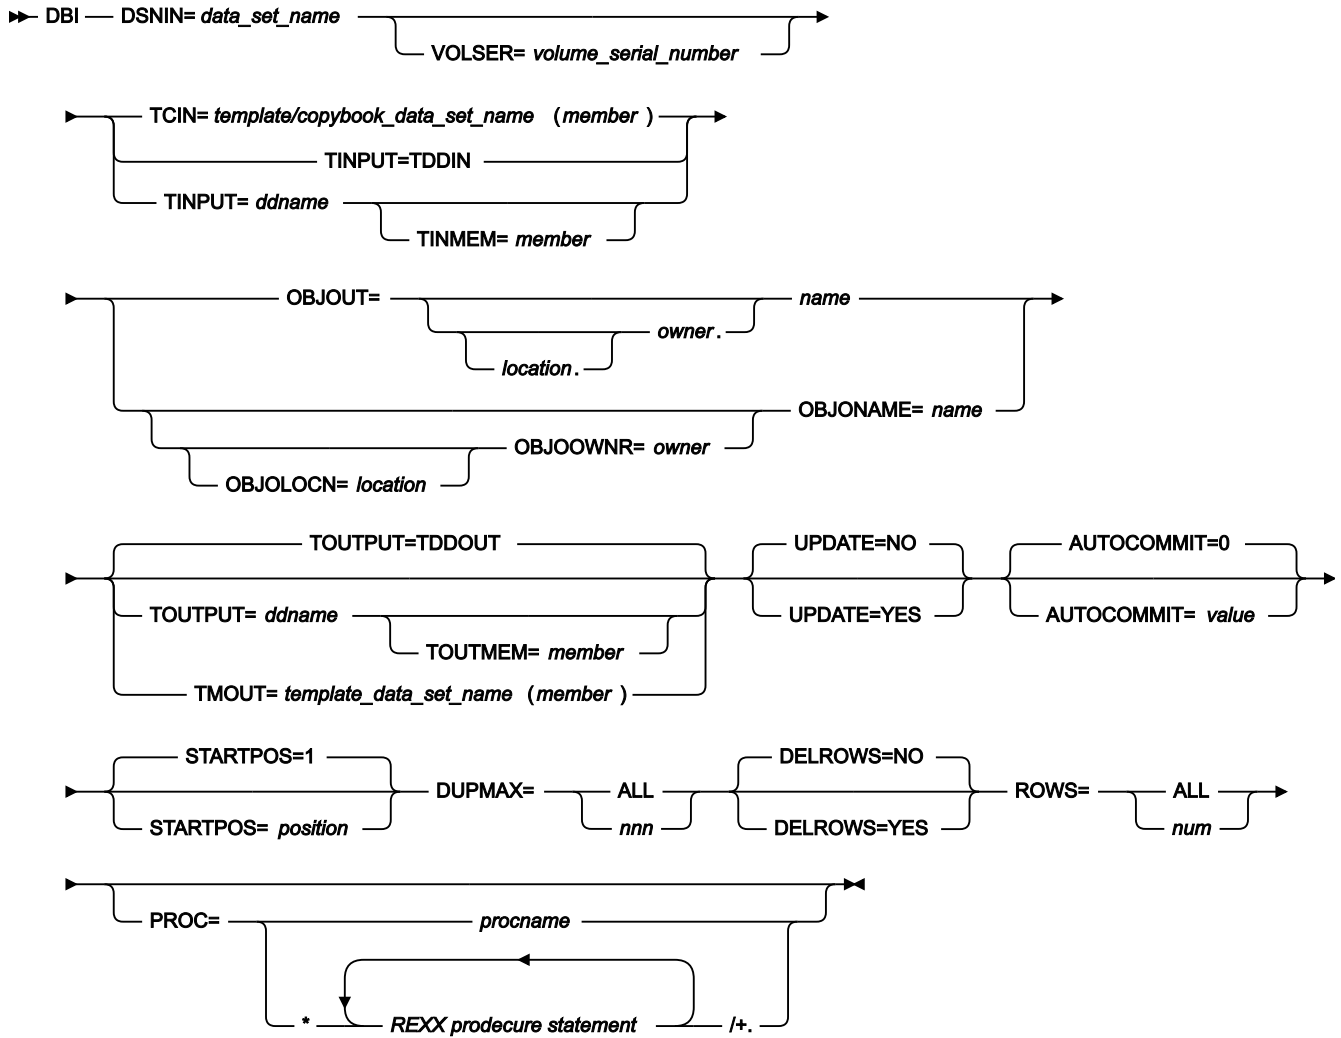 DBI DSNIN= data_set_name
VOLSER= volume_serial_number
TCIN= template/copybook_data_set_name (member )
TINPUT=TDDIN
TINPUT= ddname
TINMEM= member
OBJOUT= name
owner.
location.
OBJONAME= name
OBJOOWNR= owner
OBJOLOCN= location
TOUTPUT=TDDOUT UPDATE=NO AUTOCOMMIT=0
TOUTPUT= ddname UPDATE=YES AUTOCOMMIT= value
TOUTMEM= member
TMOUT= template_data_set_name (member )
STARTPOS=1 DELROWS=NO
DUPMAX= ALL ROWS= ALL
STARTPOS= position nnn DELROWS=YES num
PROC= procname
* REXX prodecure statement /+.